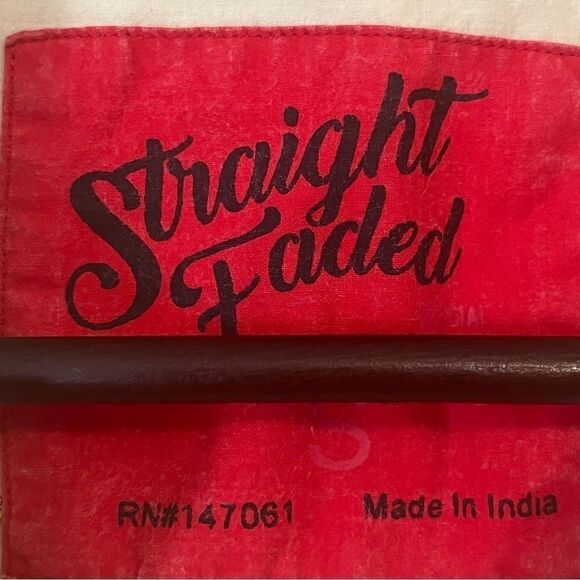 Straight
Faded
S
RN#147061 Made In India